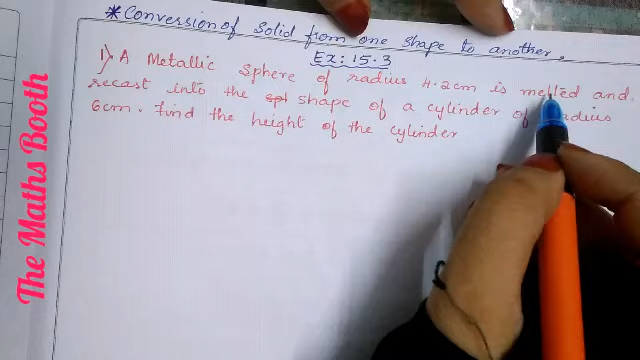 *Conversion of Solid from one shape to another.
Ex: 15.3
1) A Metallic Sphere of radius 4.2cm is melted and.
recast into the shape of a cylinder of radius
6cm. find the height of the cylinder
The Maths Booth